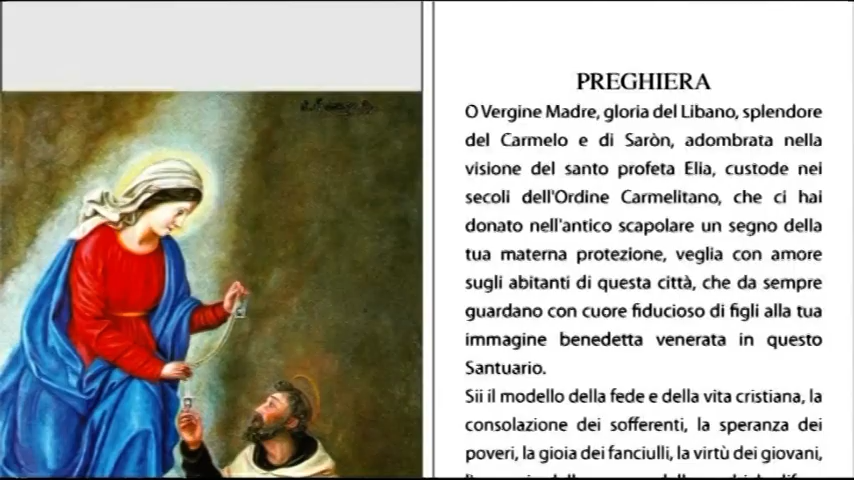 PREGHIERA
O Vergine Madre, gloria del Libano, splendore
del Carmelo e di Saròn, adombrata nella
visione del santo profeta Elia, custode nei
secoli dell'Ordine Carmelitano, che ci hai
donato nell'antico scapolare un segno della
tua materna protezione, veglia con amore
sugli abitanti di questa città, che da sempre
guardano con cuore fiducioso di figli alla tua
immagine benedetta venerata in questo
Santuario.
Sii il modello della fede e della vita cristiana, la
consolazione dei sofferenti, la speranza dei
poveri, la gioia dei fanciulli, la virtù dei giovani,